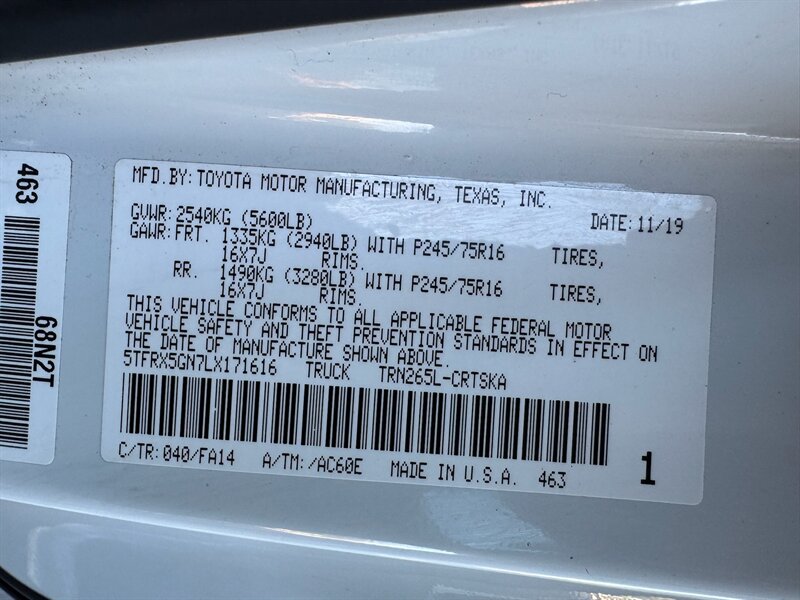 463
68N2T
MFD.BY:TOYOTA MOTOR MANUFACTURING, TEXAS, INC.
GVWR:2540KG (5600LB) DATE:11/19
GAWR:FRT. 1335KG (2940LB) WITH P245/75R16 TIRES,
16X7J RIMS.
RR. 1490KG (3280LB) WITH P245/75R16 TIRES,
16X7J RIMS.
THIS VEHICLE CONFORMS TO ALL APPLICABLE FEDERAL MOTOR
VEHICLE SAFETY AND THEFT PREVENTION STANDARDS IN EFFECT ON
THE DATE OF MANUFACTURE SHOWN ABOVE.
5TFRX5GN7LX171616 TRUCK TRN265L-CRTSKA
C/TR:040/FA14 A/TM:/AC60E MADE IN U.S.A. 463 1